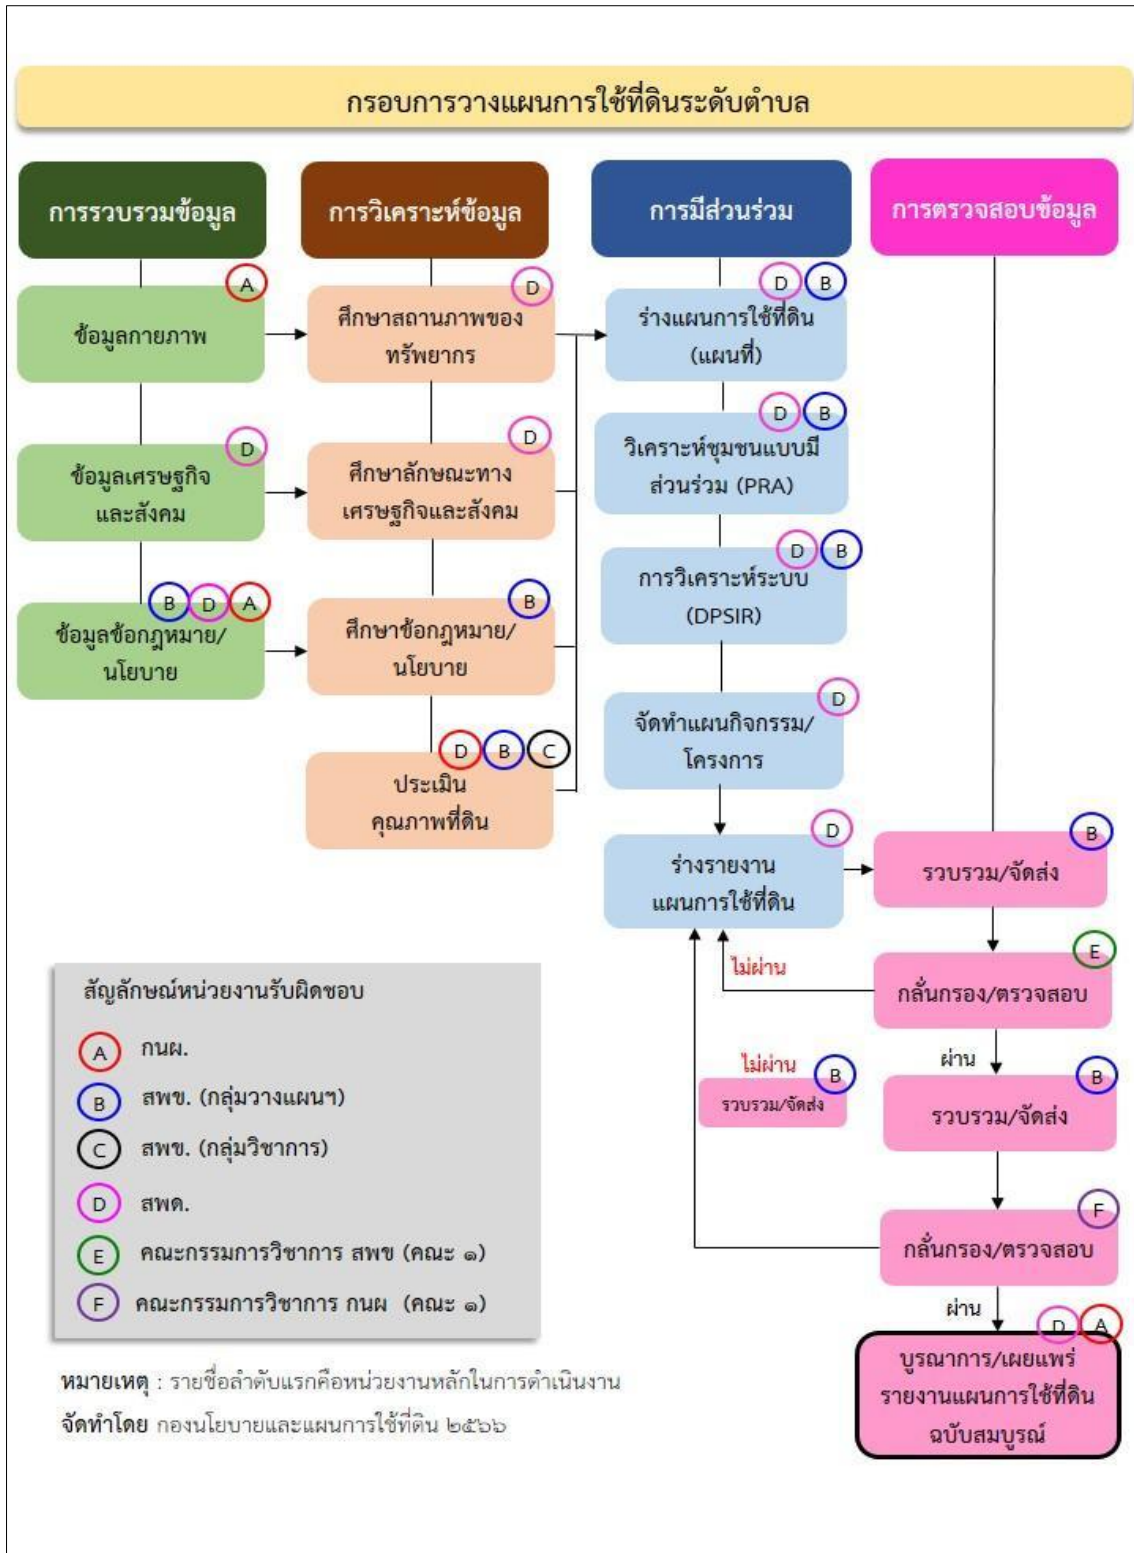 กรอบการวางแผนการใช้ที่ดินระดับตำบล
การรวบรวมข้อมูล
A
ข้อมูลกายภาพ
D
ข้อมูลเศรษฐกิจ
และสังคม
B D A
ข้อมูลข้อกฎหมาย/
นโยบาย
การวิเคราะห์ข้อมูล
D
ศึกษาสถานภาพของ
ทรัพยากร
D
ศึกษาลักษณะทาง
เศรษฐกิจและสังคม
B
ศึกษาข้อกฎหมาย/
นโยบาย
D B C
ประเมิน
คุณภาพที่ดิน
การมีส่วนร่วม
D B
ร่างแผนการใช้ที่ดิน
(แผนที่)
D B
วิเคราะห์ชุมชนแบบมี
ส่วนร่วม (PRA)
D B
การวิเคราะห์ระบบ
(DPSIR)
D
จัดทำแผนกิจกรรม/
โครงการ
D
ร่างรายงาน
แผนการใช้ที่ดิน
การตรวจสอบข้อมูล
B
รวบรวม/จัดส่ง
E
กลั่นกรอง/ตรวจสอบ
ไม่ผ่าน
ผ่าน
B
รวบรวม/จัดส่ง
ไม่ผ่าน
B
รวบรวม/จัดส่ง
F
กลั่นกรอง/ตรวจสอบ
ผ่าน
D A
บูรณาการ/เผยแพร่
รายงานแผนการใช้ที่ดิน
ฉบับสมบูรณ์
สัญลักษณ์หน่วยงานรับผิดชอบ
A กนผ.
B สพข. (กลุ่มวางแผนฯ)
C สพข. (กลุ่มวิชาการ)
D สพด.
E คณะกรรมการวิชาการ สพข (คณะ ๑)
F คณะกรรมการวิชาการ กนผ (คณะ ๑)
หมายเหตุ : รายชื่อลำดับแรกคือหน่วยงานหลักในการดำเนินงาน
จัดทำโดย กองนโยบายและแผนการใช้ที่ดิน ๒๕๖๖